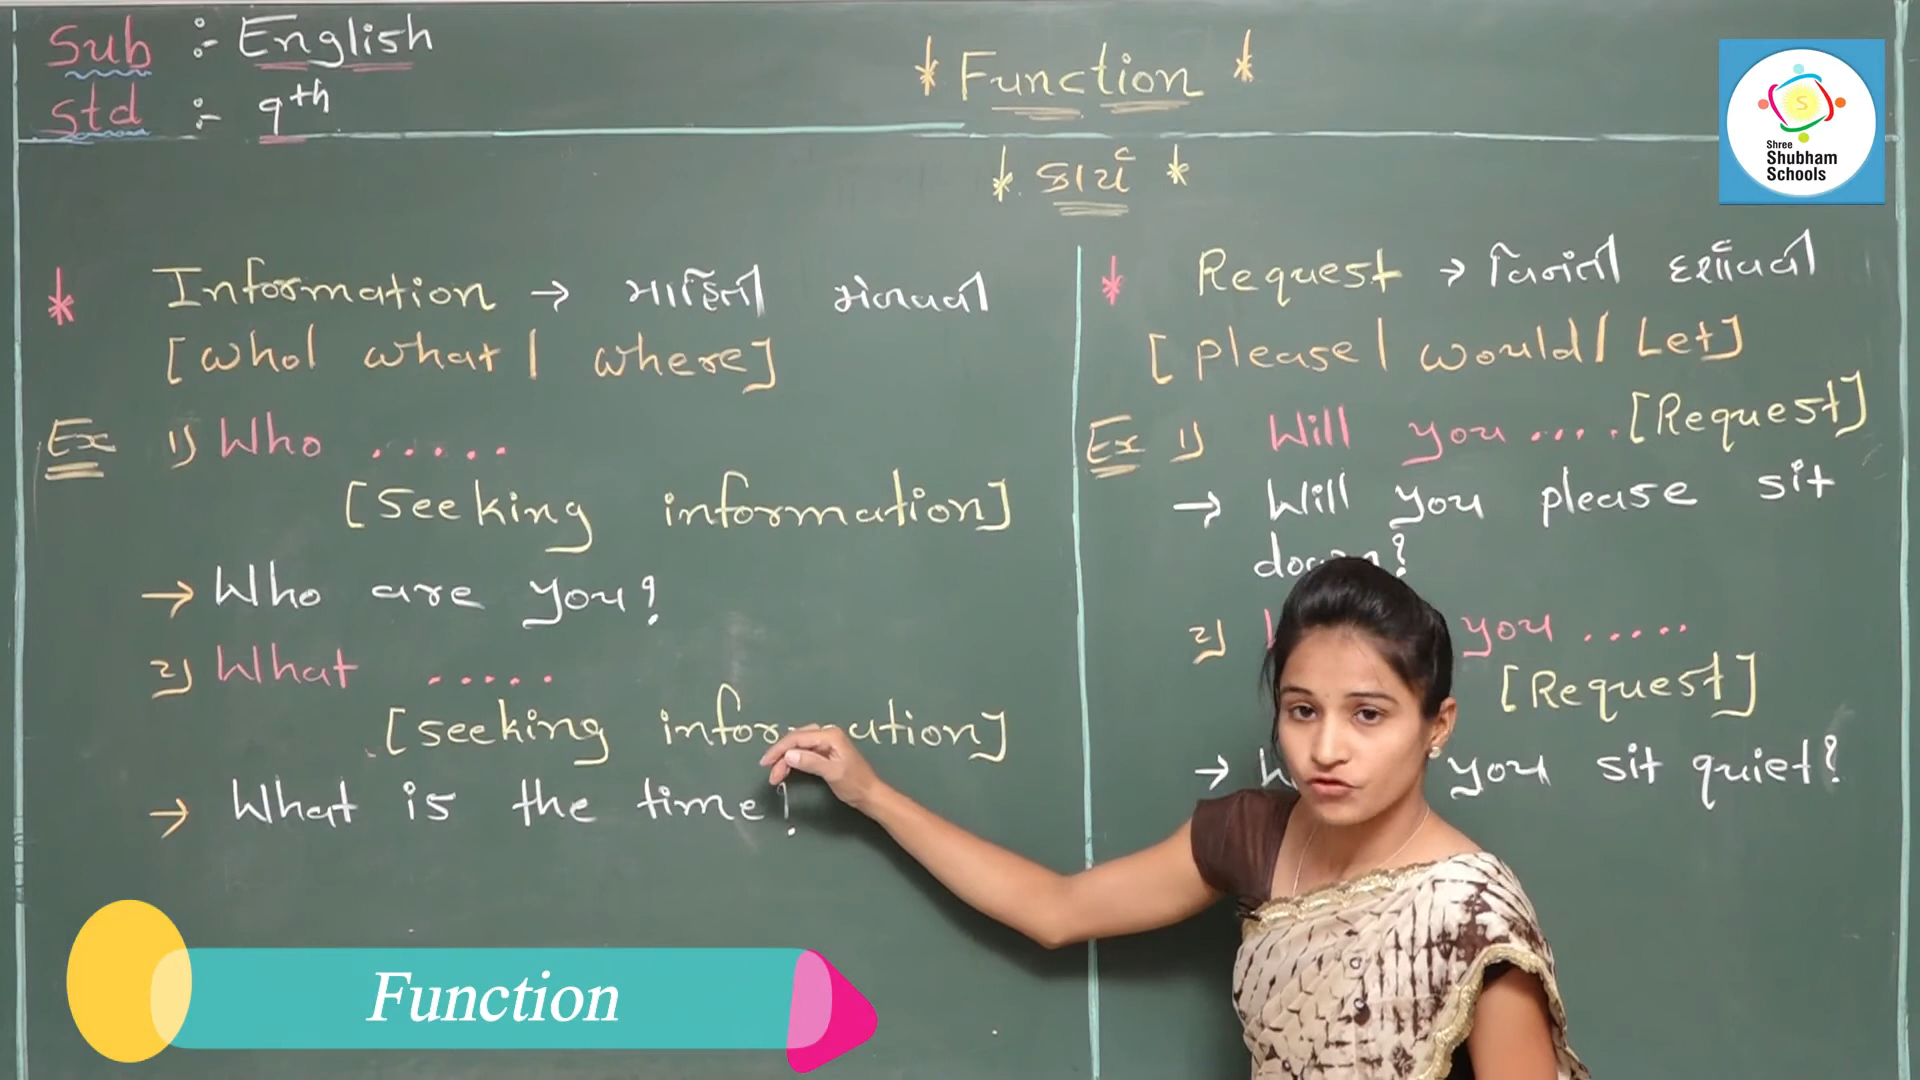 Sub :- English
Std :- 9th
* Function *
* કાર્ય *
Shree
Shubham
Schools
* Information → માહિતી મેળવવી
[who/ what / where]
Ex 1) Who .....
[Seeking information]
→ Who are you?
2) What .....
[seeking information]
→ What is the time?
* Request → વિનંતી દર્શાવવી
[please / would / Let]
Ex 1) Will you .... [Request]
→ Will you please sit
down?
2) you .....
[Request]
→ you sit quiet?
Function